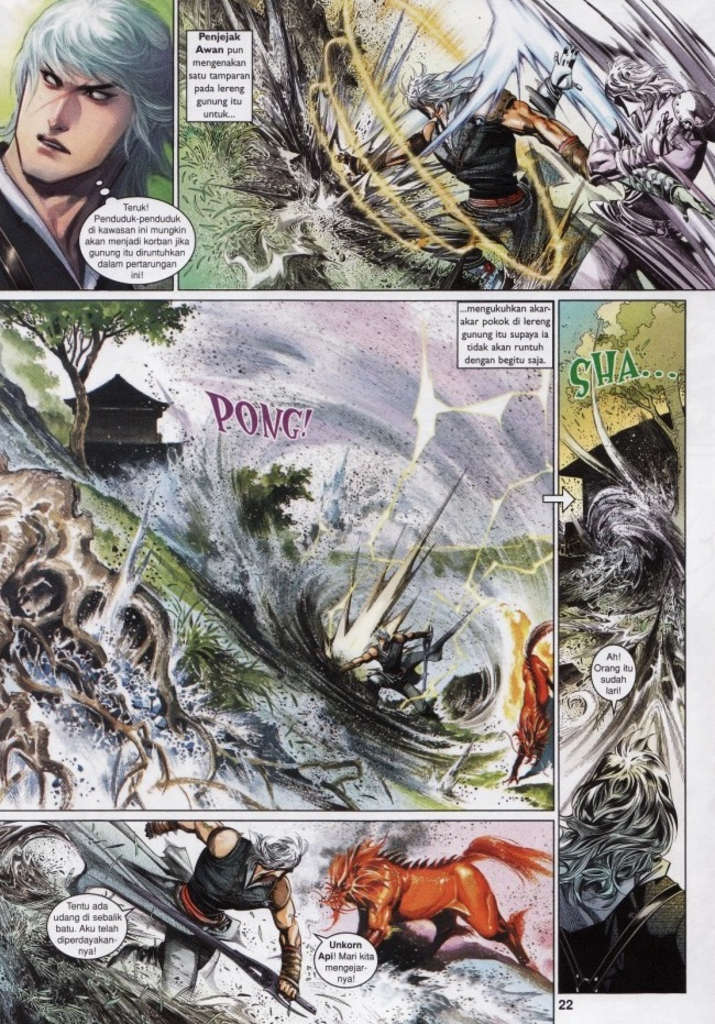 Teruk!
Penduduk-penduduk
di kawasan ini mungkin
akan menjadi korban jika
gunung itu diruntuhkan
dalam pertarungan
ini!
Penjejak
Awan pun
mengenakan
satu tamparan
pada lereng
gunung itu
untuk...
...mengukuhkan akar-
akar pokok di lereng
gunung itu supaya ia
tidak akan runtuh
dengan begitu saja.
PONG!
SHA...
Ah!
Orang itu
sudah
lari!
Tentu ada
udang di sebalik
batu. Aku telah
diperdayakan-
nya!
Unkorn
Api! Mari kita
mengejar-
nya!
22